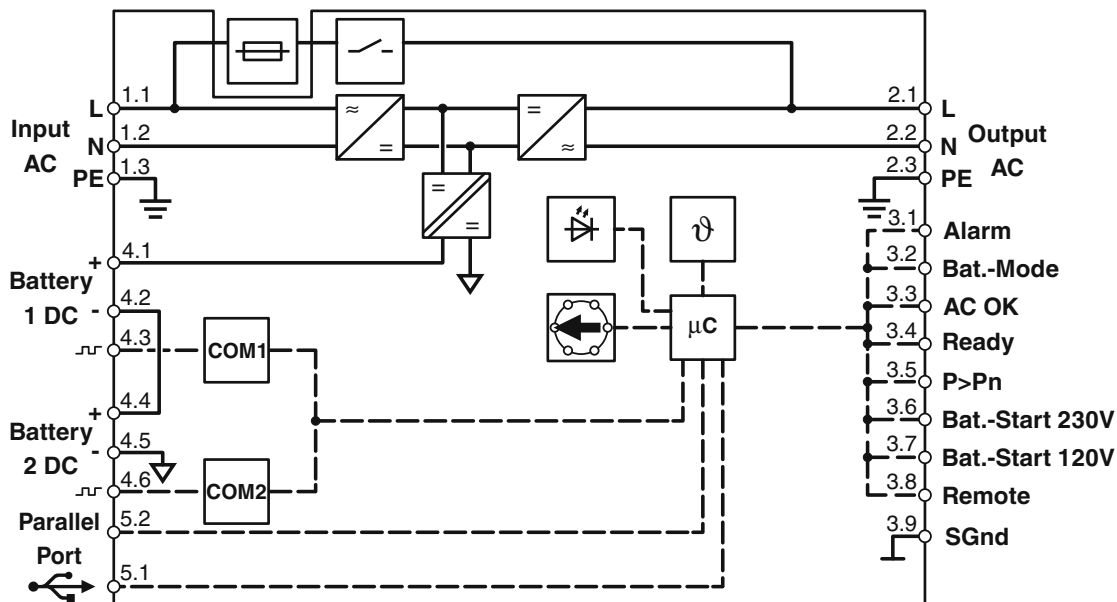 Input
AC
L
1.1
N
1.2
PE
1.3
Battery
1 DC
+
4.1
-
4.2
4.3
COM1
Battery
2 DC
+
4.4
-
4.5
4.6
COM2
Parallel
Port
5.2
5.1
≈
=
=
≈
=
=
ϑ
µC
Output
AC
2.1
L
2.2
N
2.3
PE
3.1
Alarm
3.2
Bat.-Mode
3.3
AC OK
3.4
Ready
3.5
P>Pn
3.6
Bat.-Start 230V
3.7
Bat.-Start 120V
3.8
Remote
3.9
SGnd